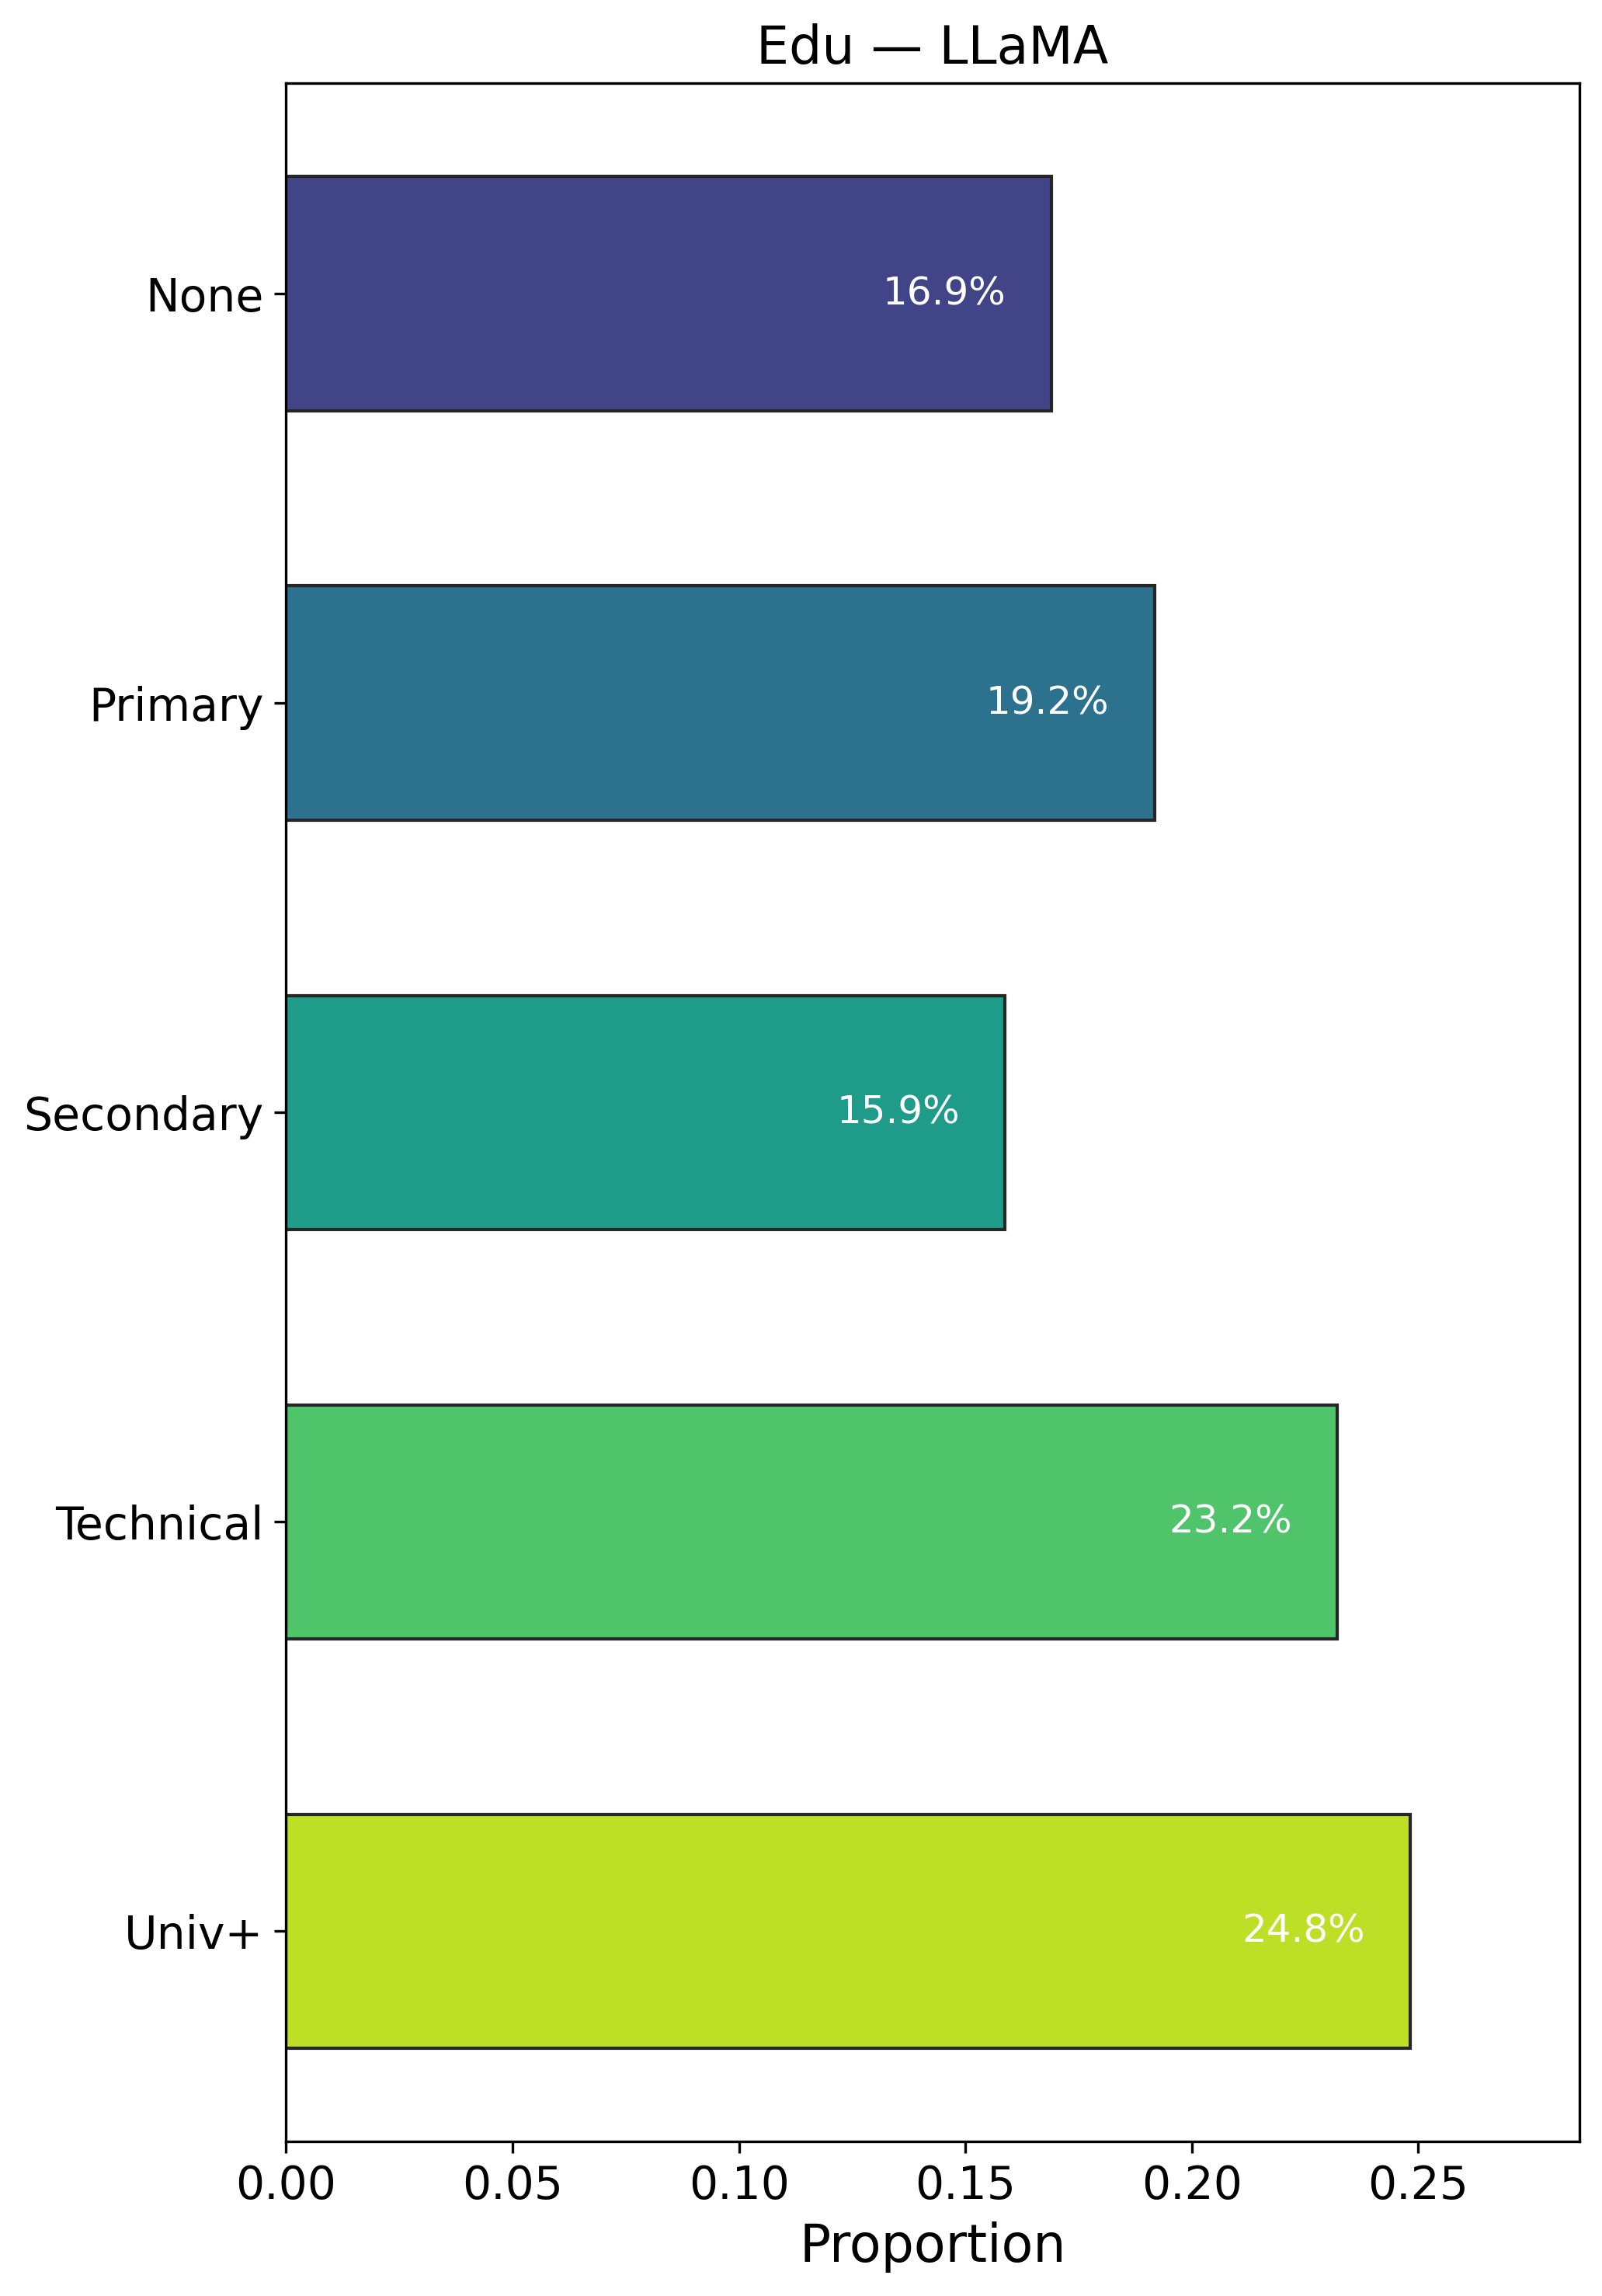 Edu — LLaMA
None
16.9%
Primary
19.2%
Secondary
15.9%
Technical
23.2%
Univ+
24.8%
0.00 0.05 0.10 0.15 0.20 0.25
Proportion